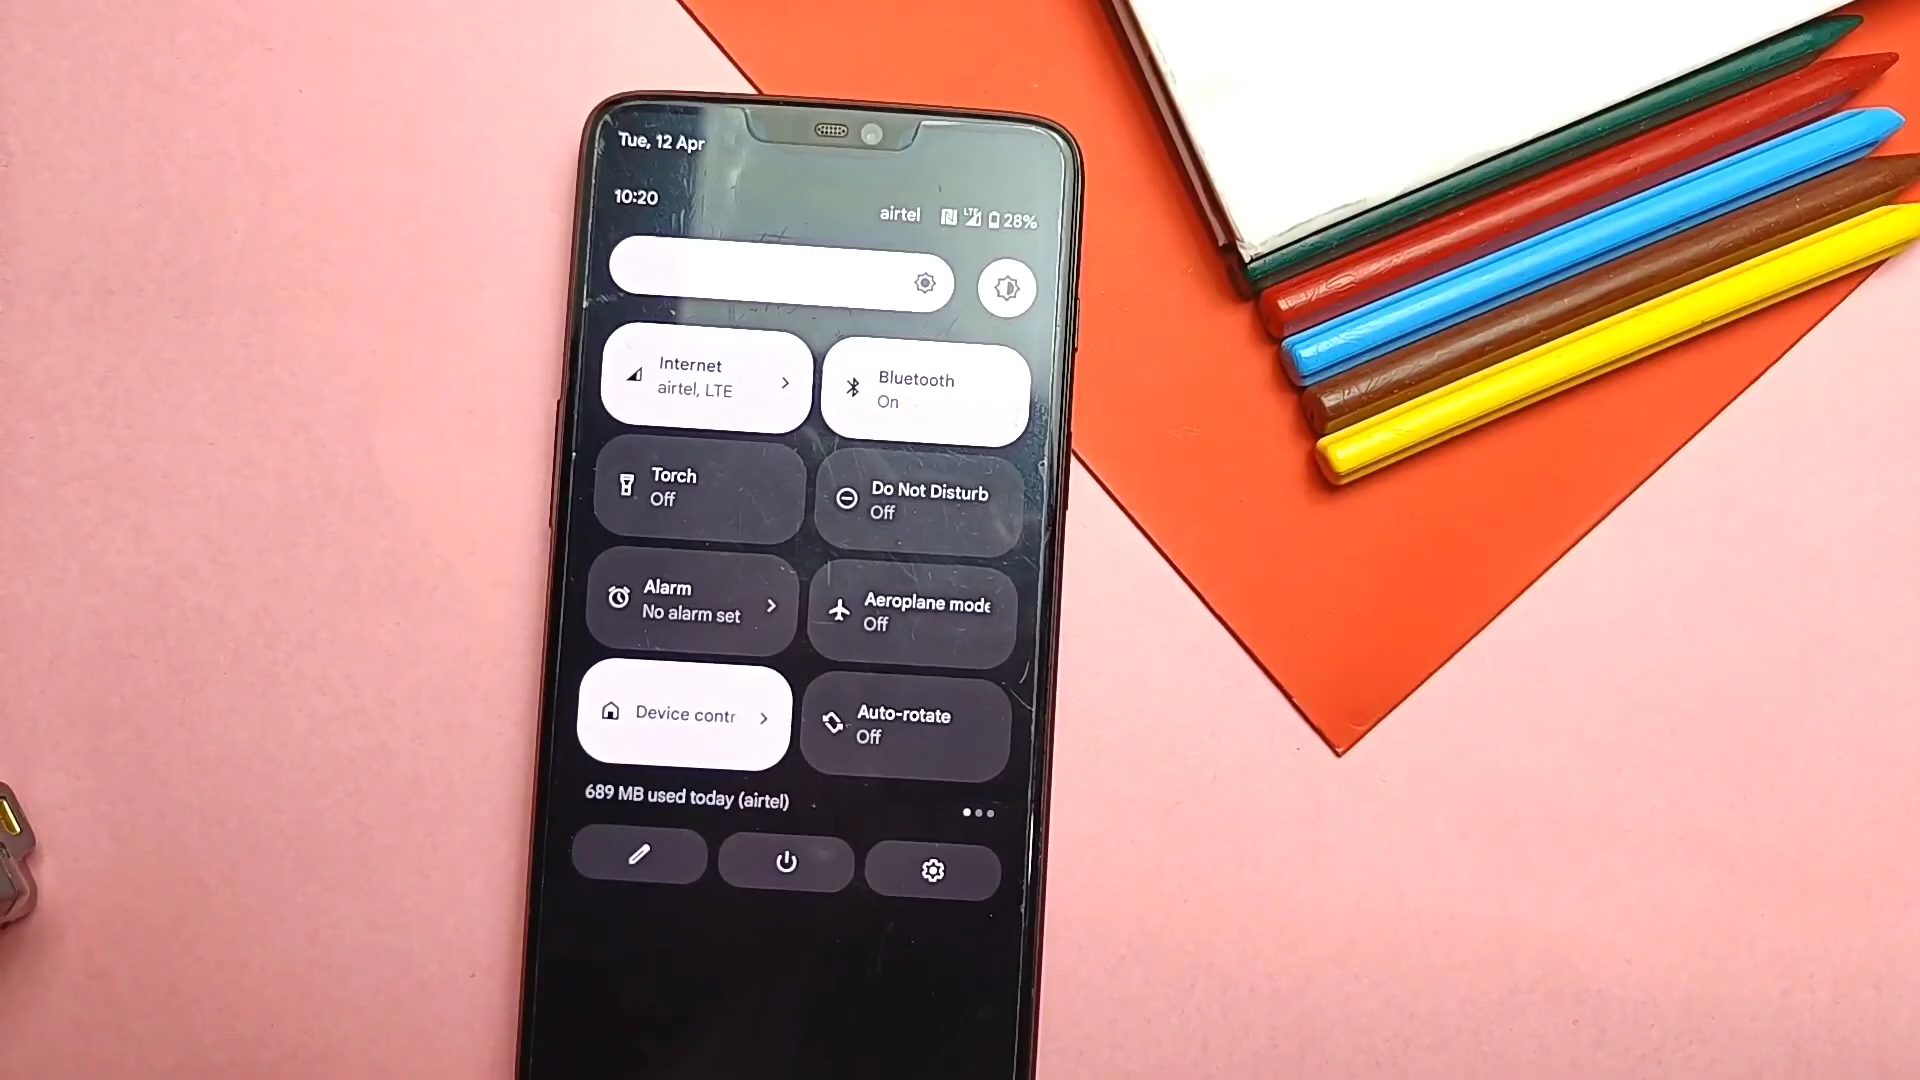 Tue, 12 Apr
10:20
airtel LTE 28%
Internet
airtel, LTE
Bluetooth
On
Torch
Off
Do Not Disturb
Off
Alarm
No alarm set
Aeroplane mode
Off
Device contr
Auto-rotate
Off
689 MB used today (airtel)